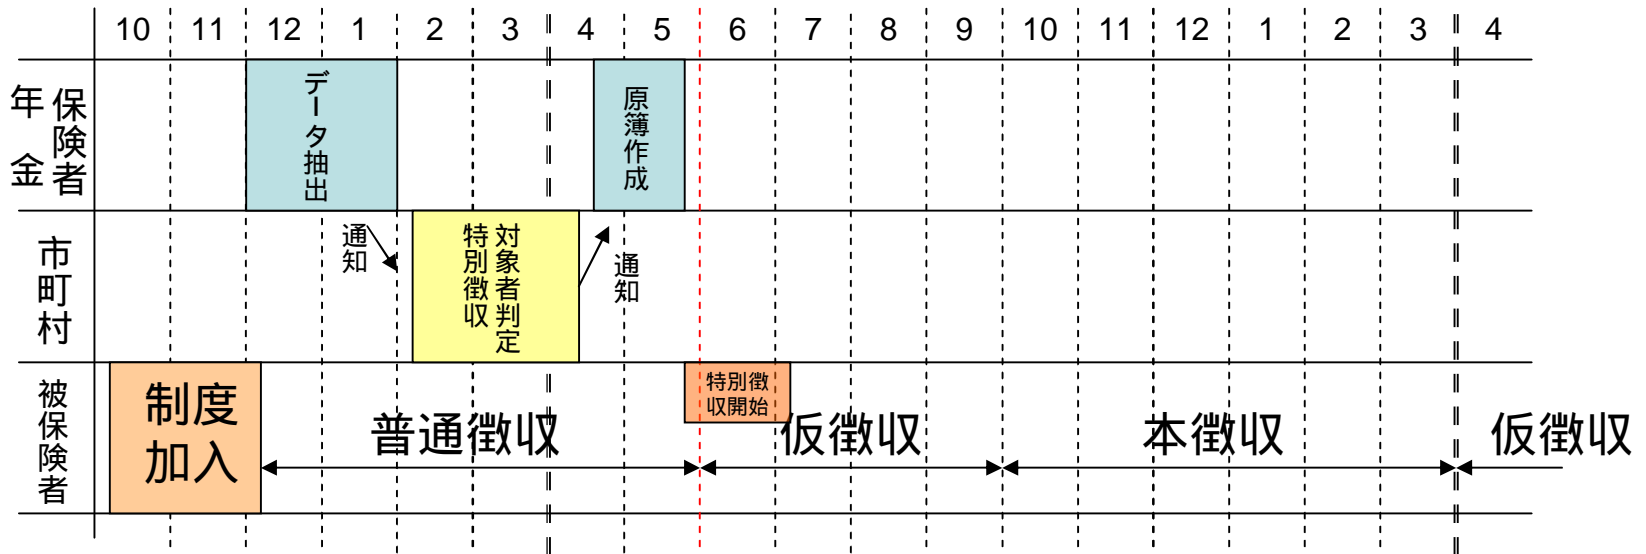 10 11 12 1 2 3 4 5 6 7 8 9 10 11 12 1 2 3 4
年金
保険者
データ抽出
原簿作成
市町村
通知
特別徴収
対象者判定
通知
被保険者
制度
加入
普通徴収
特別徴
収開始
仮徴収
本徴収
仮徴収